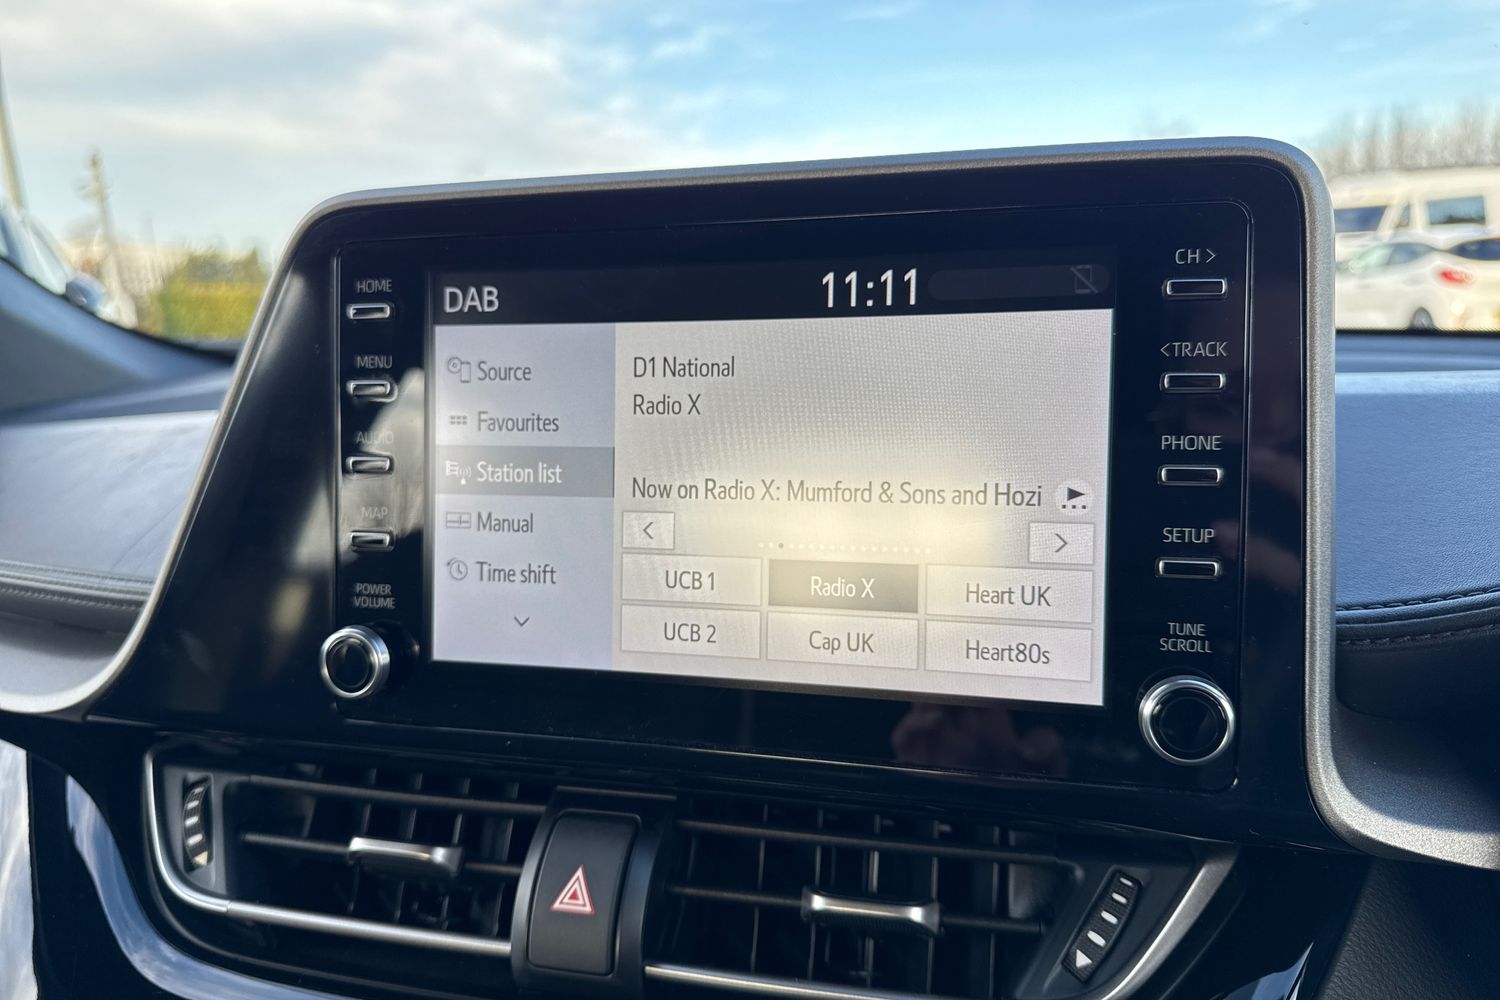 HOME
MENU
AUDIO
MAP
POWER
VOLUME
DAB
11:11
Source
Favourites
Station list
Manual
Time shift
D1 National
Radio X
Now on Radio X: Mumford & Sons and Hozi
UCB 1
Radio X
Heart UK
UCB 2
Cap UK
Heart80s
CH >
<TRACK
PHONE
SETUP
TUNE
SCROLL